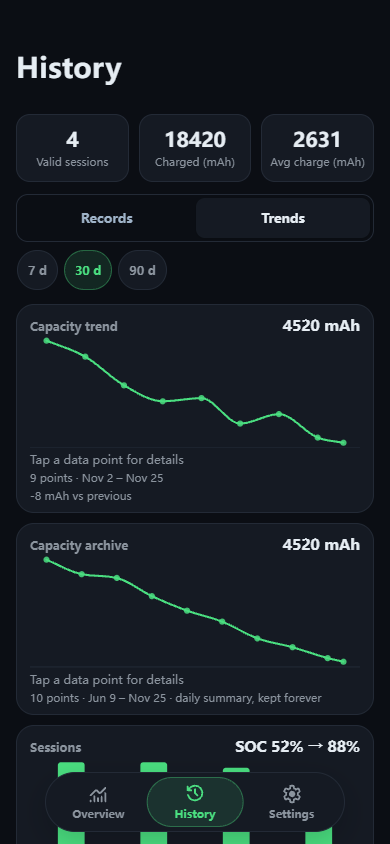 History
4 18420 2631
Valid sessions Charged (mAh) Avg charge (mAh)
Records Trends
7 d 30 d 90 d
Capacity trend 4520 mAh
Tap a data point for details
9 points · Nov 2 – Nov 25
-8 mAh vs previous
Capacity archive 4520 mAh
Tap a data point for details
10 points · Jun 9 – Nov 25 · daily summary, kept forever
Sessions SOC 52% → 88%
Overview History Settings